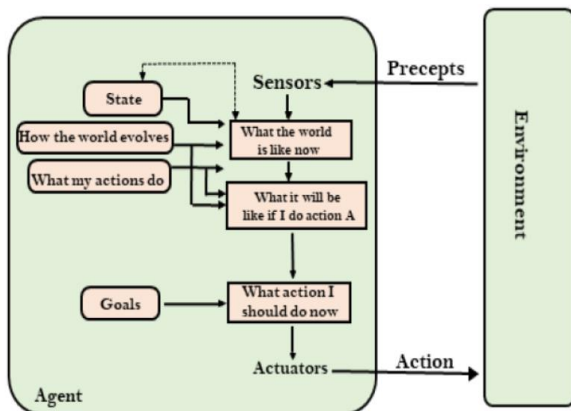 Sensors
Precepts
State
How the world evolves
What the world
is like now
What my actions do
What it will be
like if I do action A
Goals
What action I
should do now
Actuators
Action
Agent
Environment